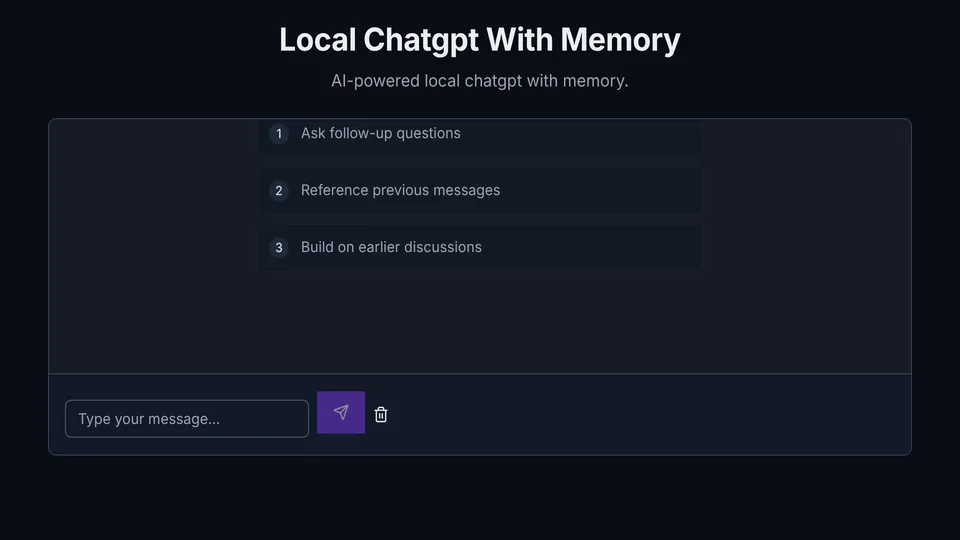 Local Chatgpt With Memory
AI-powered local chatgpt with memory.
1 Ask follow-up questions
2 Reference previous messages
3 Build on earlier discussions
Type your message...